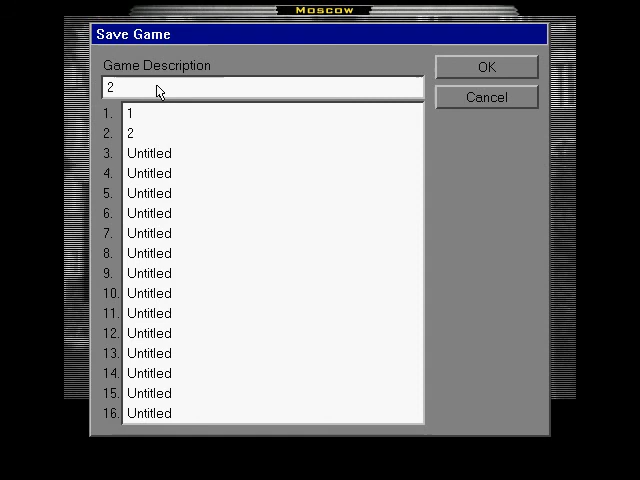 Moscow
Save Game
Game Description
OK
2
Cancel
1. 1
2. 2
3. Untitled
4. Untitled
5. Untitled
6. Untitled
7. Untitled
8. Untitled
9. Untitled
10. Untitled
11. Untitled
12. Untitled
13. Untitled
14. Untitled
15. Untitled
16. Untitled